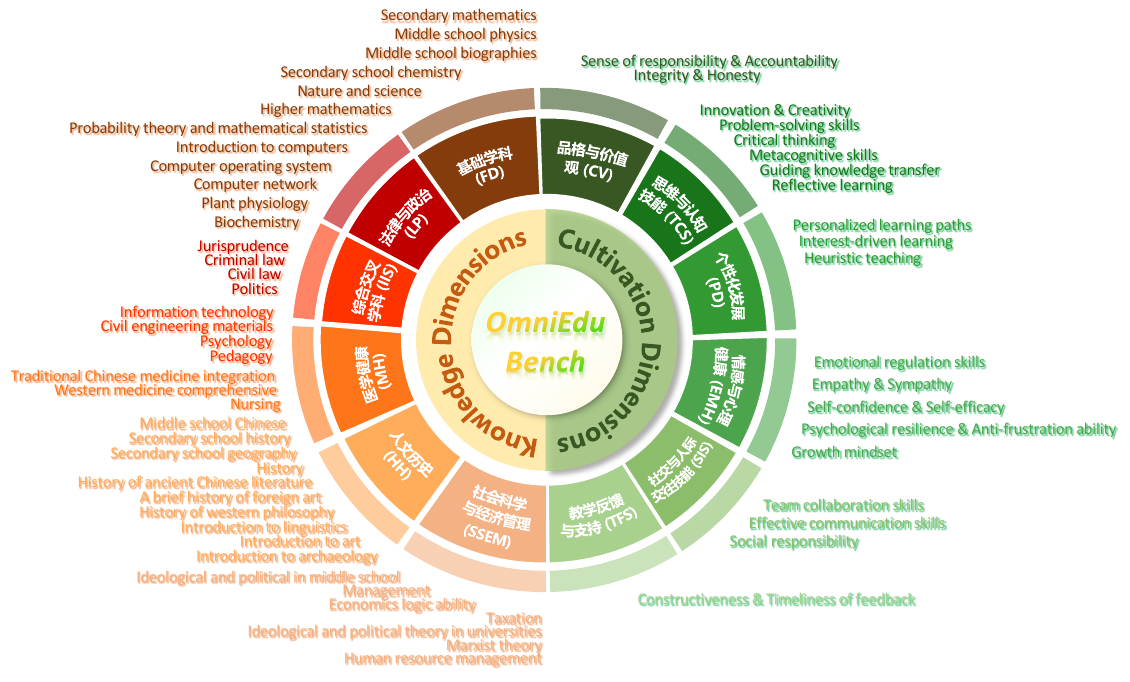 Secondary mathematics
Middle school physics
Middle school biographies
Secondary school chemistry
Nature and science
Higher mathematics
Probability theory and mathematical statistics
Introduction to computers
Computer operating system
Computer network
Plant physiology
Biochemistry
Jurisprudence
Criminal law
Civil law
Politics
Information technology
Civil engineering materials
Psychology
Pedagogy
Traditional Chinese medicine integration
Western medicine comprehensive
Nursing
Middle school Chinese
Secondary school history
Secondary school geography
History
History of ancient Chinese literature
A brief history of foreign art
History of western philosophy
Introduction to linguistics
Introduction to art
Introduction to archaeology
Ideological and political in middle school
Management
Economics logic ability
Taxation
Ideological and political theory in universities
Marxist theory
Human resource management
基础学科
(FD)
法律与政治
(LP)
综合交叉
学科 (IIS)
医学健康
(MH)
人文历史
(HH)
社会科学
与经济管理
(SSEM)
Knowledge Dimensions
OmniEdu
Bench
Cultivation Dimensions
品格与价值
观 (CV)
思维与认知
技能 (TCS)
个性化发展
(PD)
情感与心理
健康 (EMH)
社交与人际
交往技能 (SIS)
教学反馈
与支持 (TFS)
Sense of responsibility & Accountability
Integrity & Honesty
Innovation & Creativity
Problem-solving skills
Critical thinking
Metacognitive skills
Guiding knowledge transfer
Reflective learning
Personalized learning paths
Interest-driven learning
Heuristic teaching
Emotional regulation skills
Empathy & Sympathy
Self-confidence & Self-efficacy
Psychological resilience & Anti-frustration ability
Growth mindset
Team collaboration skills
Effective communication skills
Social responsibility
Constructiveness & Timeliness of feedback